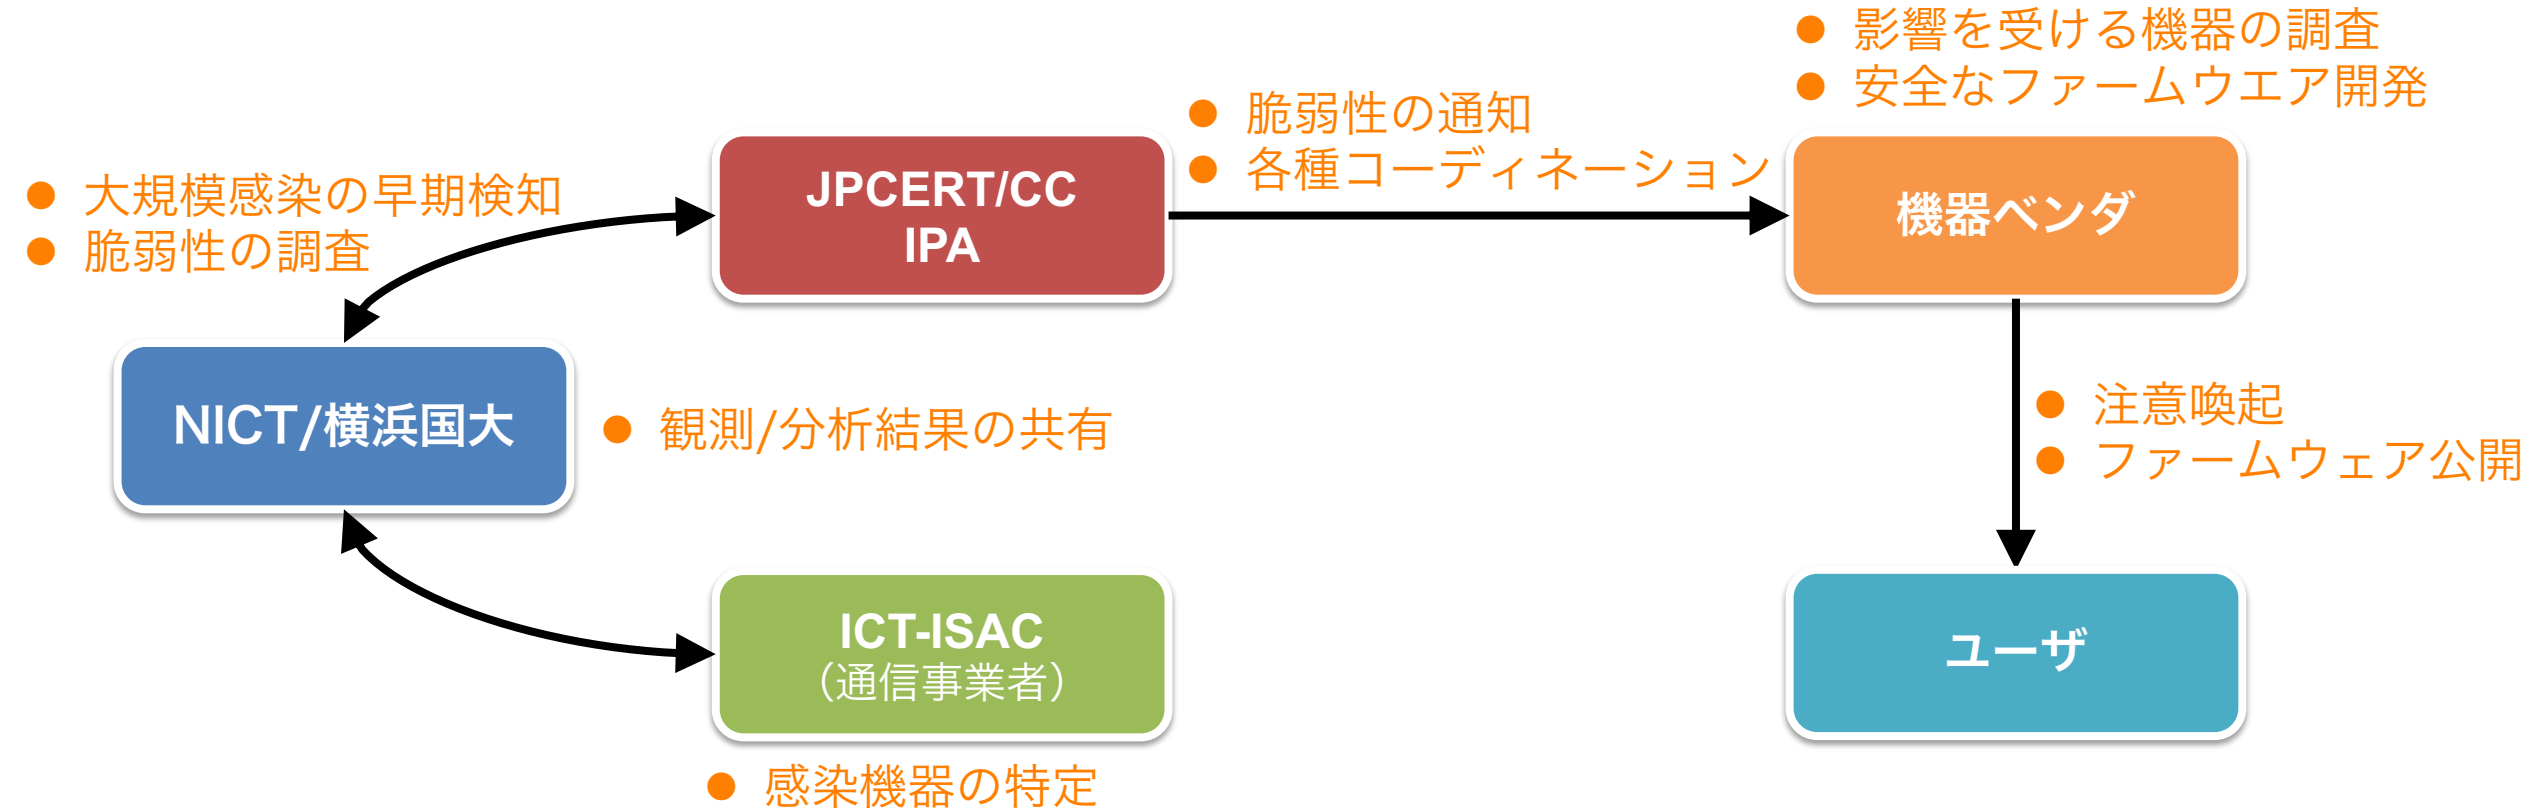 影響を受ける機器の調査
安全なファームウエア開発
脆弱性の通知
各種コーディネーション
大規模感染の早期検知
脆弱性の調査
JPCERT/CC
IPA
機器ベンダ
NICT/横浜国大
観測/分析結果の共有
注意喚起
ファームウェア公開
ICT-ISAC
（通信事業者）
ユーザ
感染機器の特定